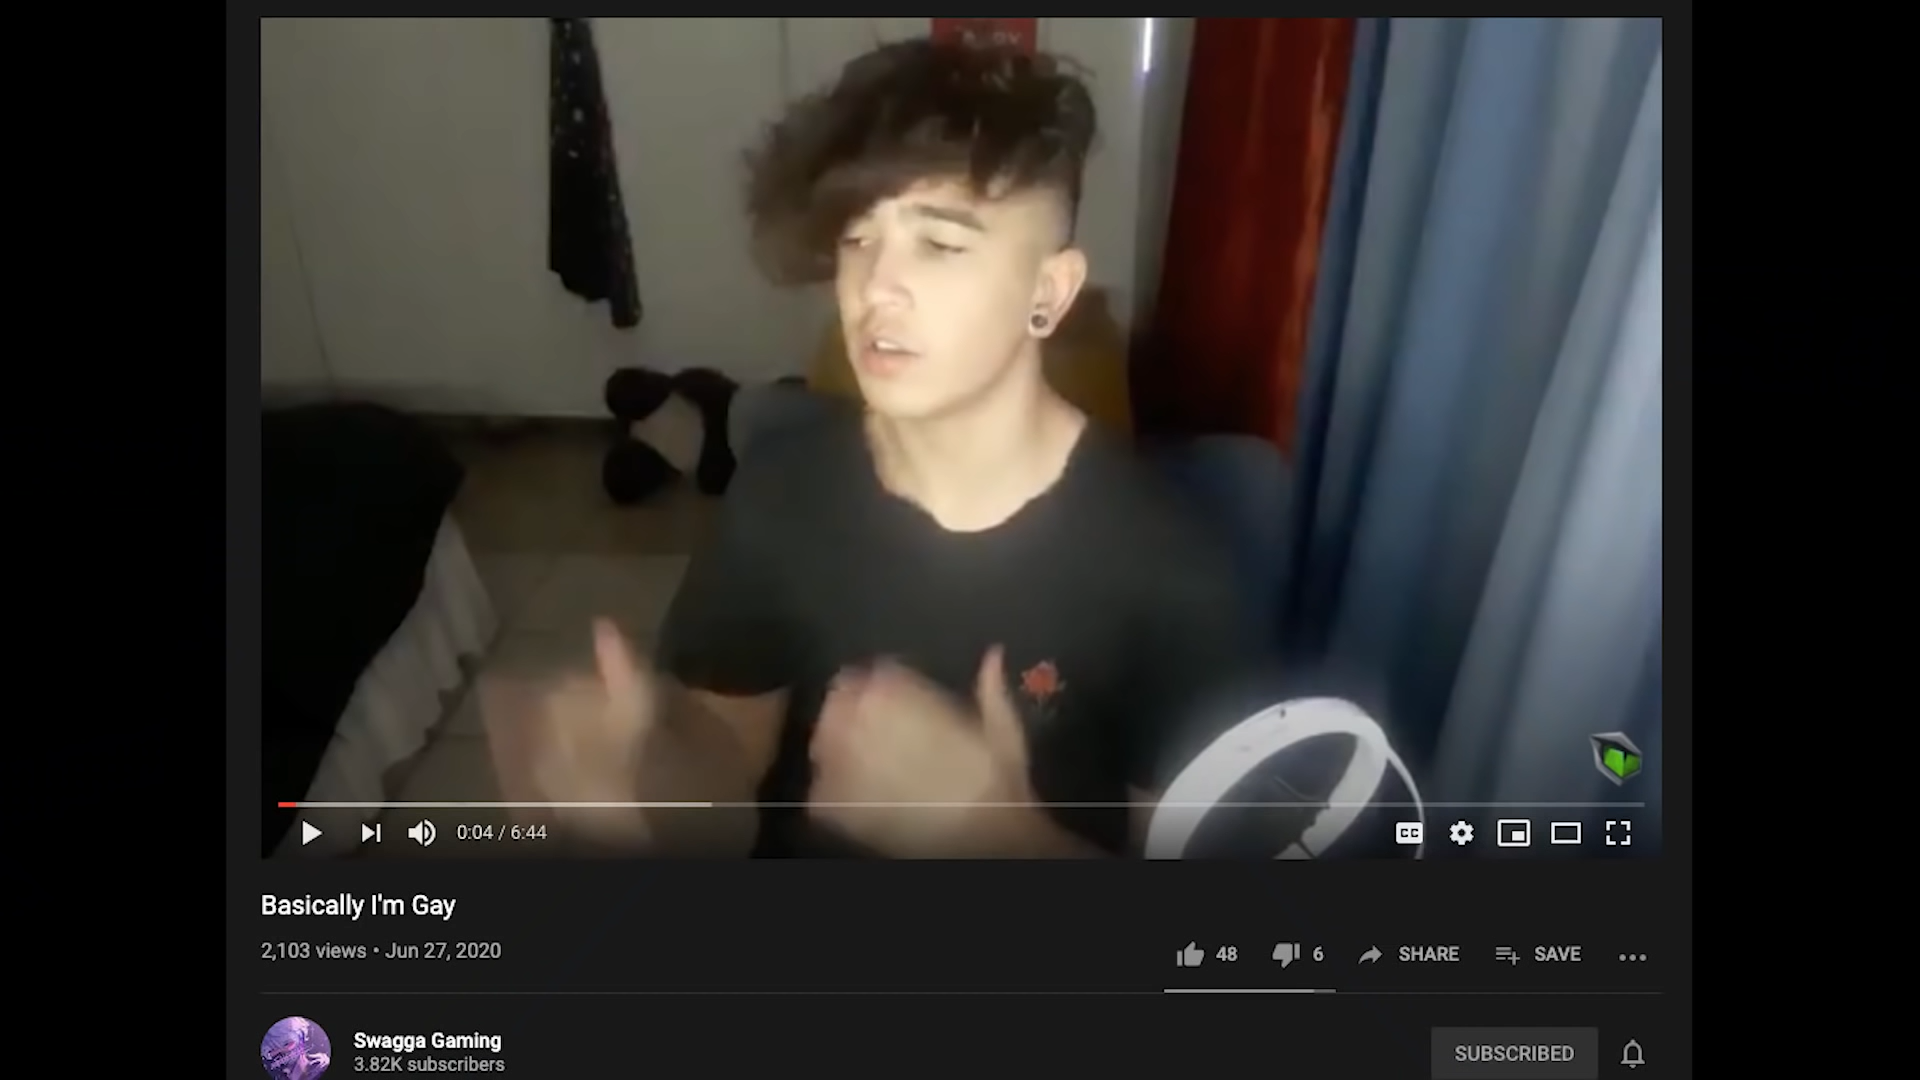 CC
0:04 / 6:44
Basically I'm Gay
2,103 views • Jun 27, 2020
48 6 SHARE SAVE
Swagga Gaming
3.82K subscribers
SUBSCRIBED